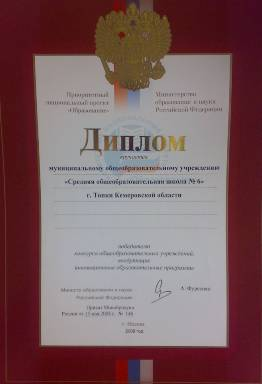 Приоритетный
национальный проект
«Образование»
Министерство
образования и науки
Российской Федерации
Диплом
вручается
муниципальному общеобразовательному учреждению
«Средняя общеобразовательная школа № 6»
г. Топки Кемеровской области
победителю
конкурса общеобразовательных учреждений,
внедряющих
инновационные образовательные программы
Министр образования и науки
Российской Федерации
А. Фурсенко
Приказ Минобрнауки
России от 13 мая 2008 г. №
г. Москва
2008 год